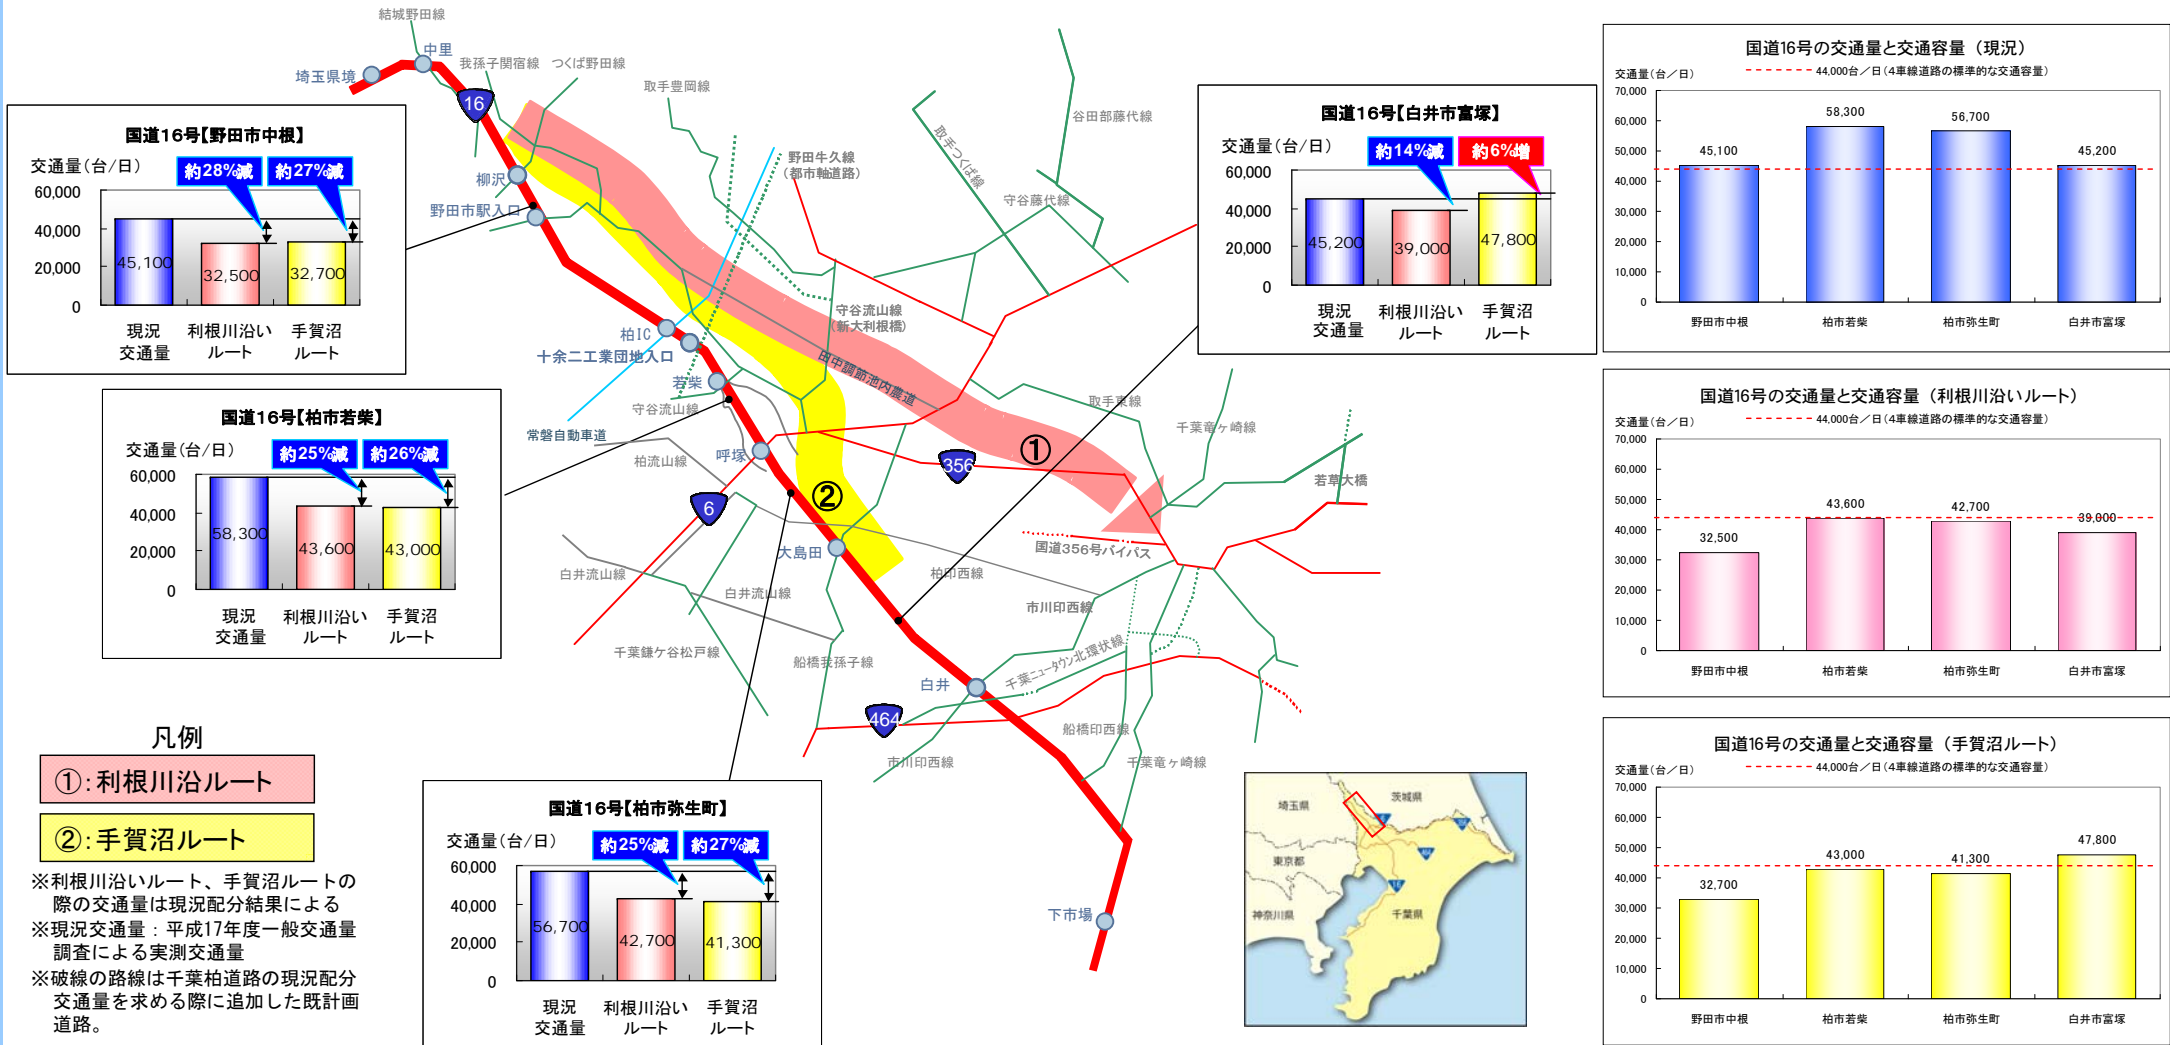 結城野田線
中里
埼玉県境
我孫子関宿線
つくば野田線
取手豊岡線
16
谷田部藤代線
取手つくば線
守谷藤代線
野田牛久線
(都市軸道路)
柳沢
野田市駅入口
守谷流山線
(新大利根橋)
田中調節池内農道
柏IC
十余二工業団地入口
若柴
守谷流山線
常磐自動車道
柏流山線
呼塚
取手東線
千葉竜ヶ崎線
若草大橋
①
356
②
6
国道356号バイパス
大島田
柏印西線
白井流山線
白井流山線
市川印西線
千葉鎌ケ谷松戸線
船橋我孫子線
千葉ニュータウン北環状線
白井
464
船橋印西線
市川印西線
千葉竜ヶ崎線
下市場
国道16号【野田市中根】
交通量(台/日)
約28%減
約27%減
60,000
40,000
20,000
0
45,100
32,500
32,700
現況
交通量
利根川沿い
ルート
手賀沼
ルート
国道16号【柏市若柴】
交通量(台/日)
約25%減
約26%減
60,000
40,000
20,000
0
58,300
43,600
43,000
現況
交通量
利根川沿い
ルート
手賀沼
ルート
国道16号【柏市弥生町】
交通量(台/日)
約25%減
約27%減
60,000
40,000
20,000
0
56,700
42,700
41,300
現況
交通量
利根川沿い
ルート
手賀沼
ルート
国道16号【白井市富塚】
交通量(台/日)
約14%減
約6%増
60,000
40,000
20,000
0
45,200
39,000
47,800
現況
交通量
利根川沿い
ルート
手賀沼
ルート
凡例
①:利根川沿ルート
②:手賀沼ルート
※利根川沿いルート、手賀沼ルートの
際の交通量は現況配分結果による
※現況交通量：平成17年度一般交通量
調査による実測交通量
※破線の路線は千葉柏道路の現況配分
交通量を求める際に追加した既計画
道路。
埼玉県
茨城県
東京都
神奈川県
千葉県
6
464
16
国道16号の交通量と交通容量（現況）
交通量(台/日)
44,000台/日(4車線道路の標準的な交通容量)
70,000
60,000
50,000
40,000
30,000
20,000
10,000
0
45,100
58,300
56,700
45,200
野田市中根
柏市若柴
柏市弥生町
白井市富塚
国道16号の交通量と交通容量（利根川沿いルート）
交通量(台/日)
44,000台/日(4車線道路の標準的な交通容量)
70,000
60,000
50,000
40,000
30,000
20,000
10,000
0
32,500
43,600
42,700
39,000
野田市中根
柏市若柴
柏市弥生町
白井市富塚
国道16号の交通量と交通容量（手賀沼ルート）
交通量(台/日)
44,000台/日(4車線道路の標準的な交通容量)
70,000
60,000
50,000
40,000
30,000
20,000
10,000
0
32,700
43,000
41,300
47,800
野田市中根
柏市若柴
柏市弥生町
白井市富塚